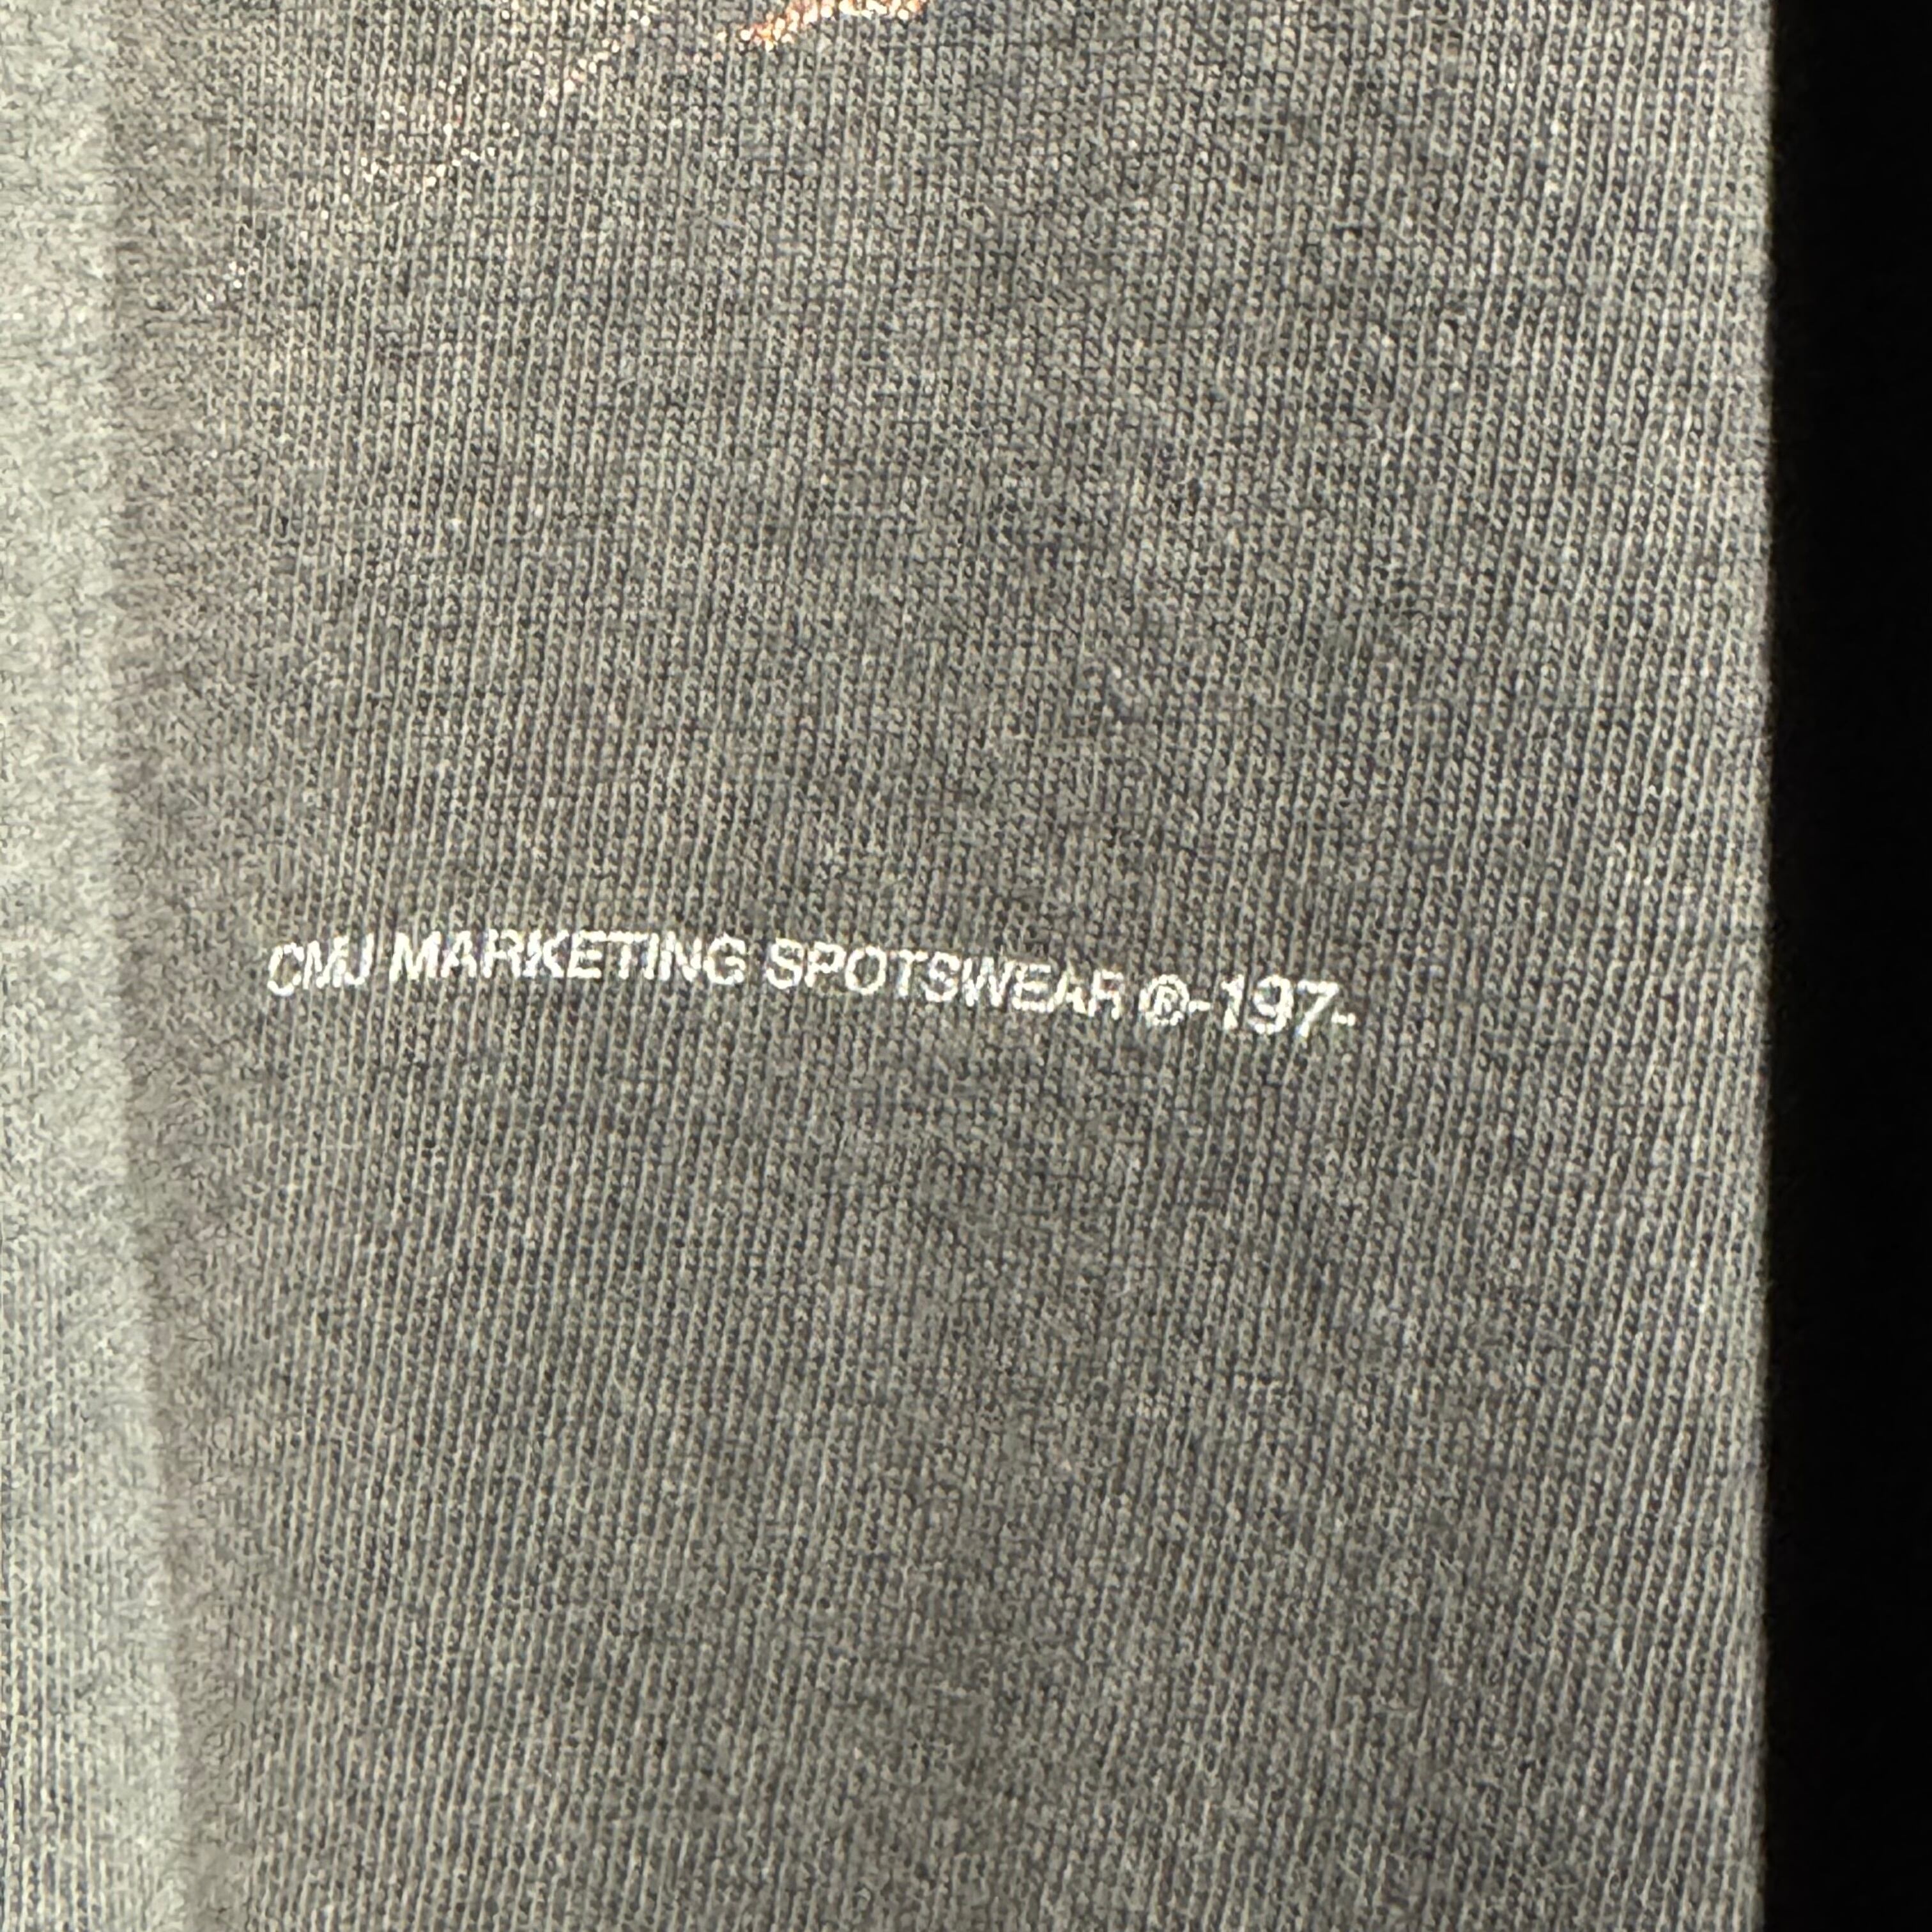 CMJ MARKETING SPOTSWEAR ®-197-